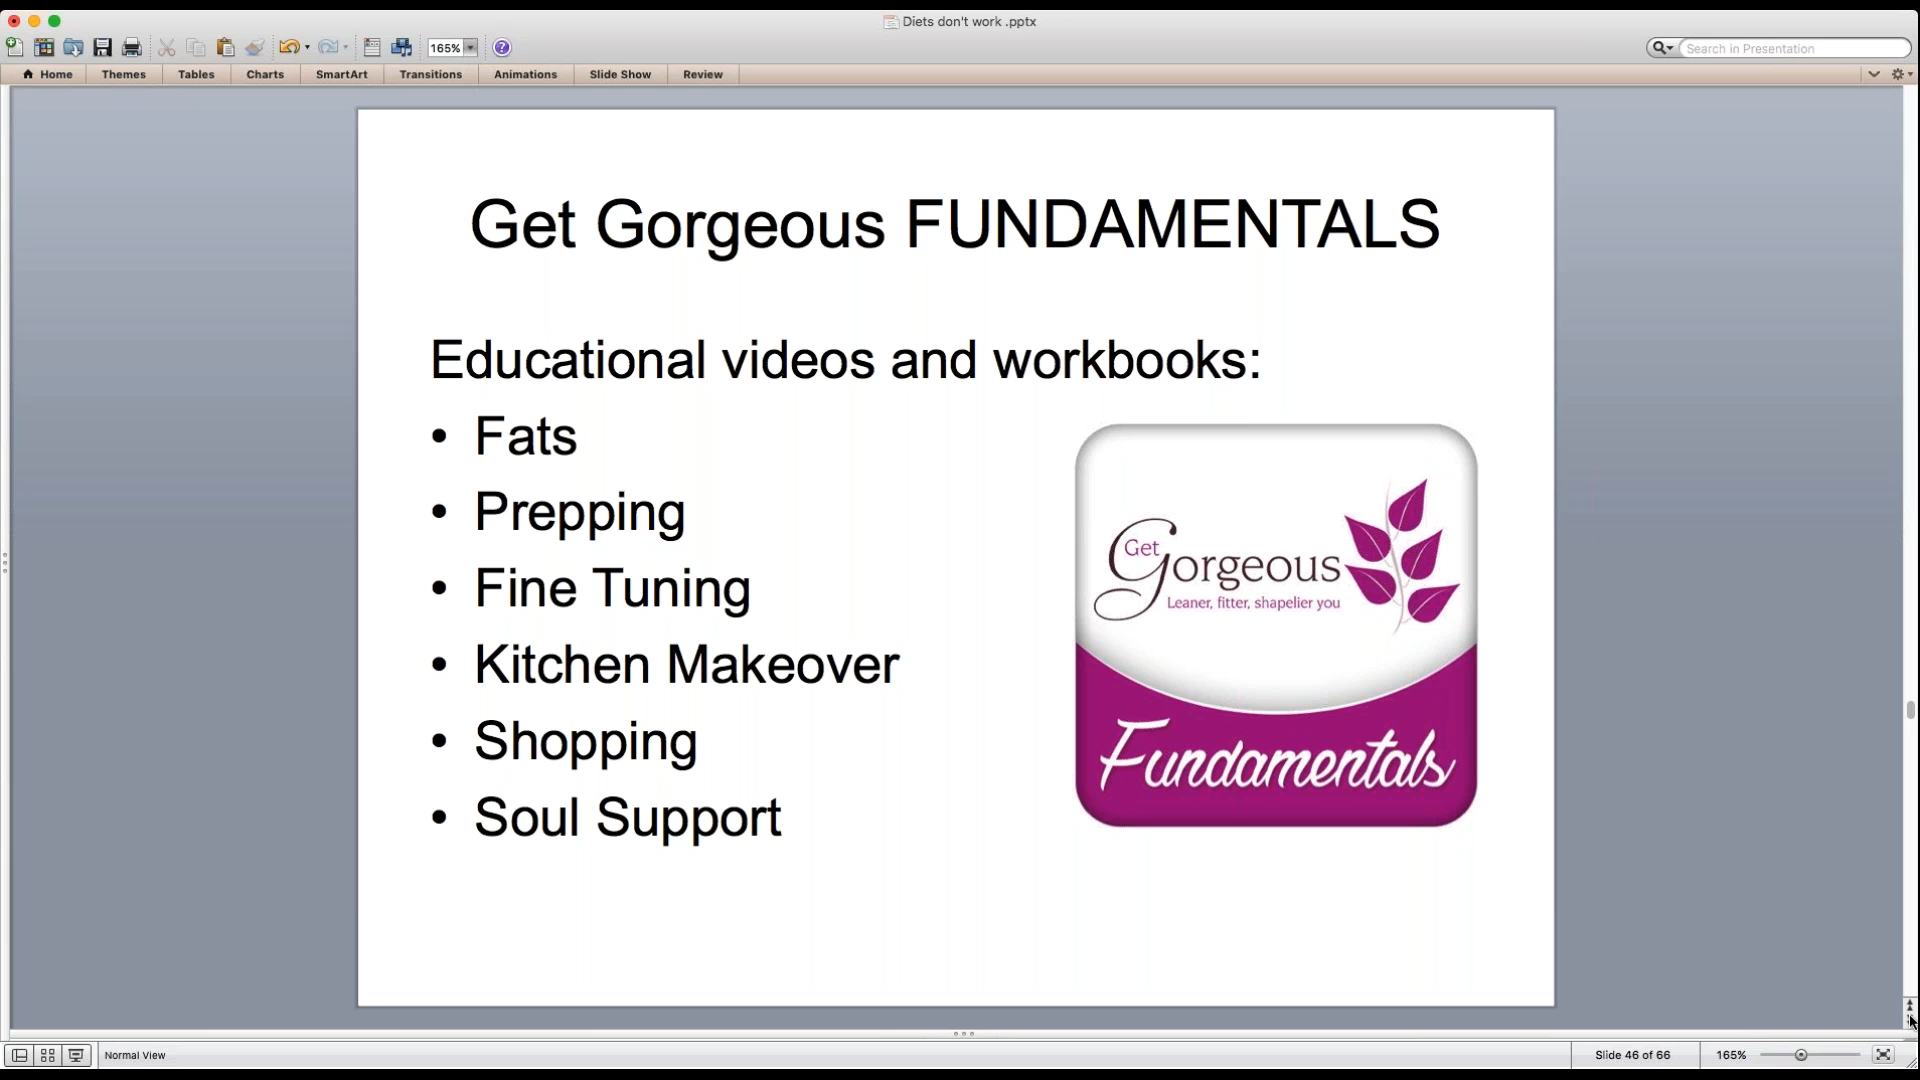 Diets don't work .pptx
165%
Search in Presentation
Home Themes Tables Charts SmartArt Transitions Animations Slide Show Review
Get Gorgeous FUNDAMENTALS
Educational videos and workbooks:
• Fats
• Prepping
• Fine Tuning
• Kitchen Makeover
• Shopping
• Soul Support
Get Gorgeous
Leaner, fitter, shapelier you
Fundamentals
Normal View
Slide 46 of 66
165%